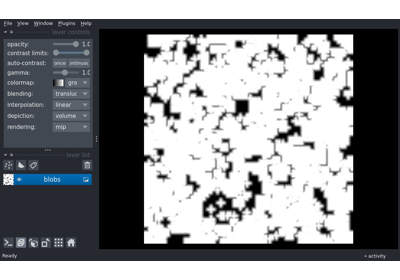 File View Window Plugins Help
layer controls
opacity: 1.0
contrast limits:
auto-contrast: once
gamma: 1.0
colormap: gra
blending: translu
interpolation: linear
depiction: volume
rendering: mip
layer list
blobs
Ready
activity